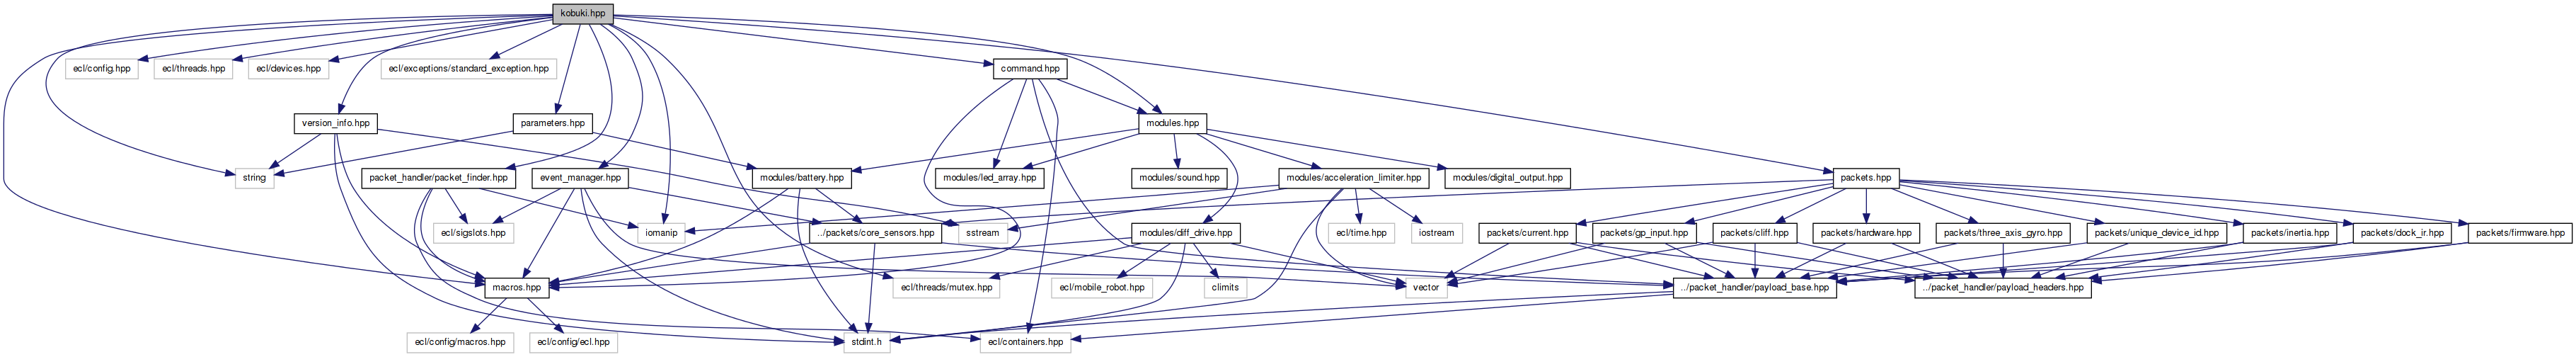 kobuki.hpp
ecl/config.hpp
ecl/threads.hpp
ecl/devices.hpp
ecl/exceptions/standard_exception.hpp
command.hpp
version_info.hpp
parameters.hpp
modules.hpp
string
packet_handler/packet_finder.hpp
event_manager.hpp
modules/battery.hpp
modules/led_array.hpp
modules/sound.hpp
modules/acceleration_limiter.hpp
modules/digital_output.hpp
packets.hpp
ecl/sigslots.hpp
iomanip
../packets/core_sensors.hpp
sstream
modules/diff_drive.hpp
ecl/time.hpp
iostream
packets/current.hpp
packets/gp_input.hpp
packets/cliff.hpp
packets/hardware.hpp
packets/three_axis_gyro.hpp
packets/unique_device_id.hpp
packets/inertia.hpp
packets/dock_ir.hpp
packets/firmware.hpp
macros.hpp
ecl/threads/mutex.hpp
ecl/mobile_robot.hpp
climits
vector
../packet_handler/payload_base.hpp
../packet_handler/payload_headers.hpp
ecl/config/macros.hpp
ecl/config/ecl.hpp
stdint.h
ecl/containers.hpp